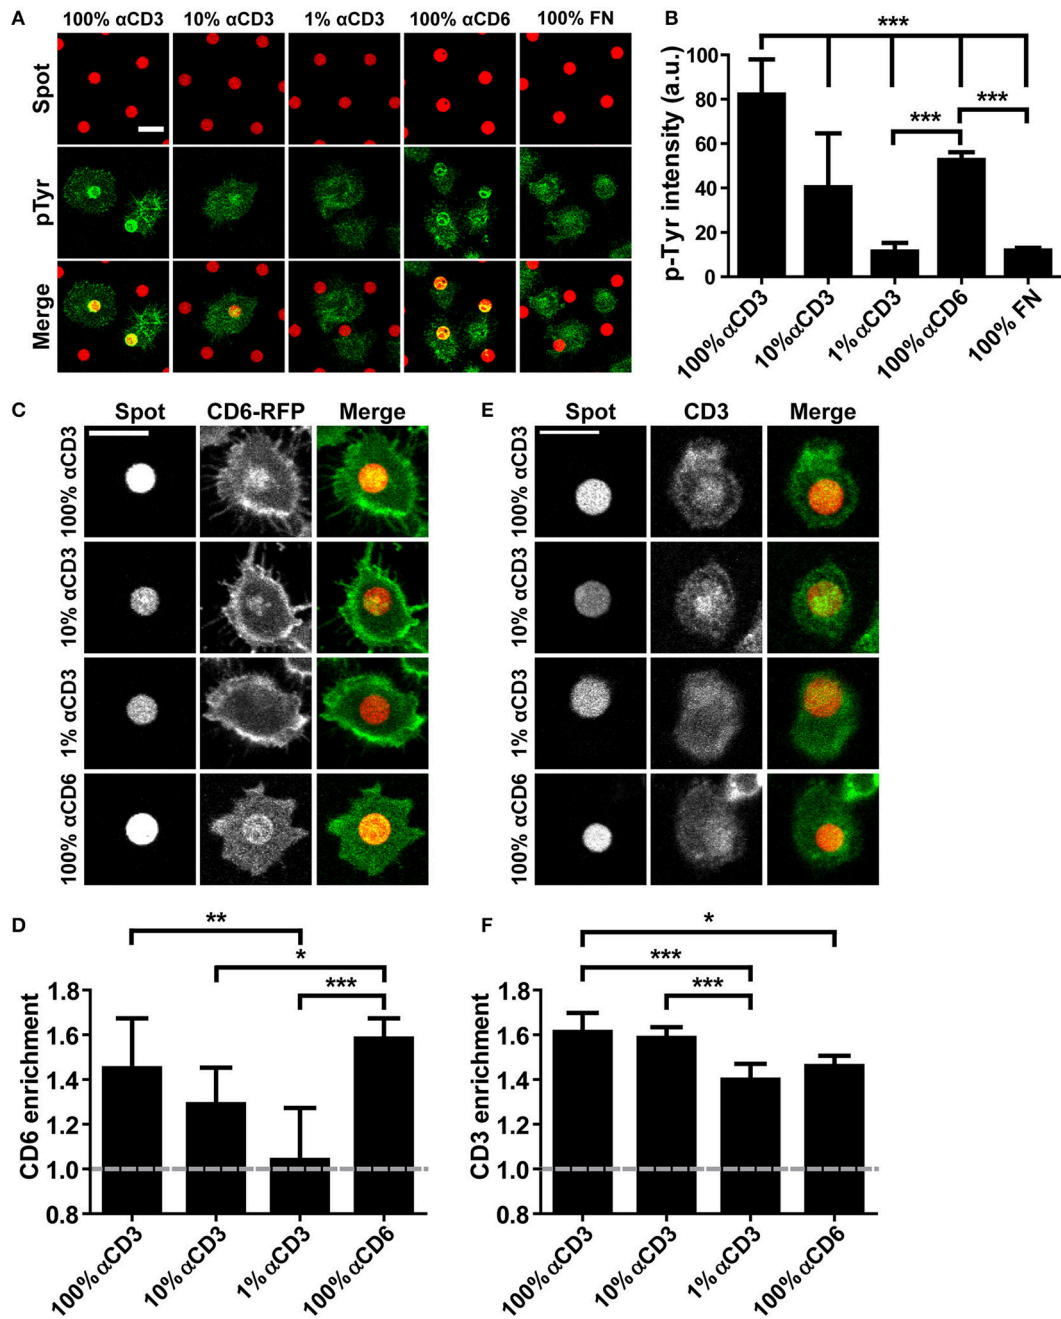 A
100% αCD3 10% αCD3 1% αCD3 100% αCD6 100% FN
Spot
pTyr
Merge
B
***
***
***
p-Tyr intensity (a.u.)
100
80
60
40
20
0
100% αCD3
10%αCD3
1% αCD3
100% αCD6
100% FN
C
Spot CD6-RFP Merge
100% αCD3
10% αCD3
1% αCD3
100% αCD6
E
Spot CD3 Merge
100% αCD3
10% αCD3
1% αCD3
100% αCD6
D
**
*
***
CD6 enrichment
1.8
1.6
1.4
1.2
1.0
0.8
100% αCD3
10% αCD3
1% αCD3
100% αCD6
F
*
***
***
CD3 enrichment
1.8
1.6
1.4
1.2
1.0
0.8
100% αCD3
10% αCD3
1% αCD3
100% αCD6